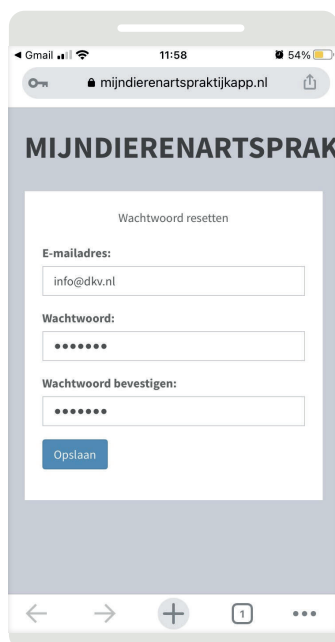 Gmail
11:58
54%
mijndierenartspraktijkapp.nl
MIJNDIERENARTSPRAK
Wachtwoord resetten
E-mailadres:
info@dkv.nl
Wachtwoord:
•••••••
Wachtwoord bevestigen:
•••••••
Opslaan
1